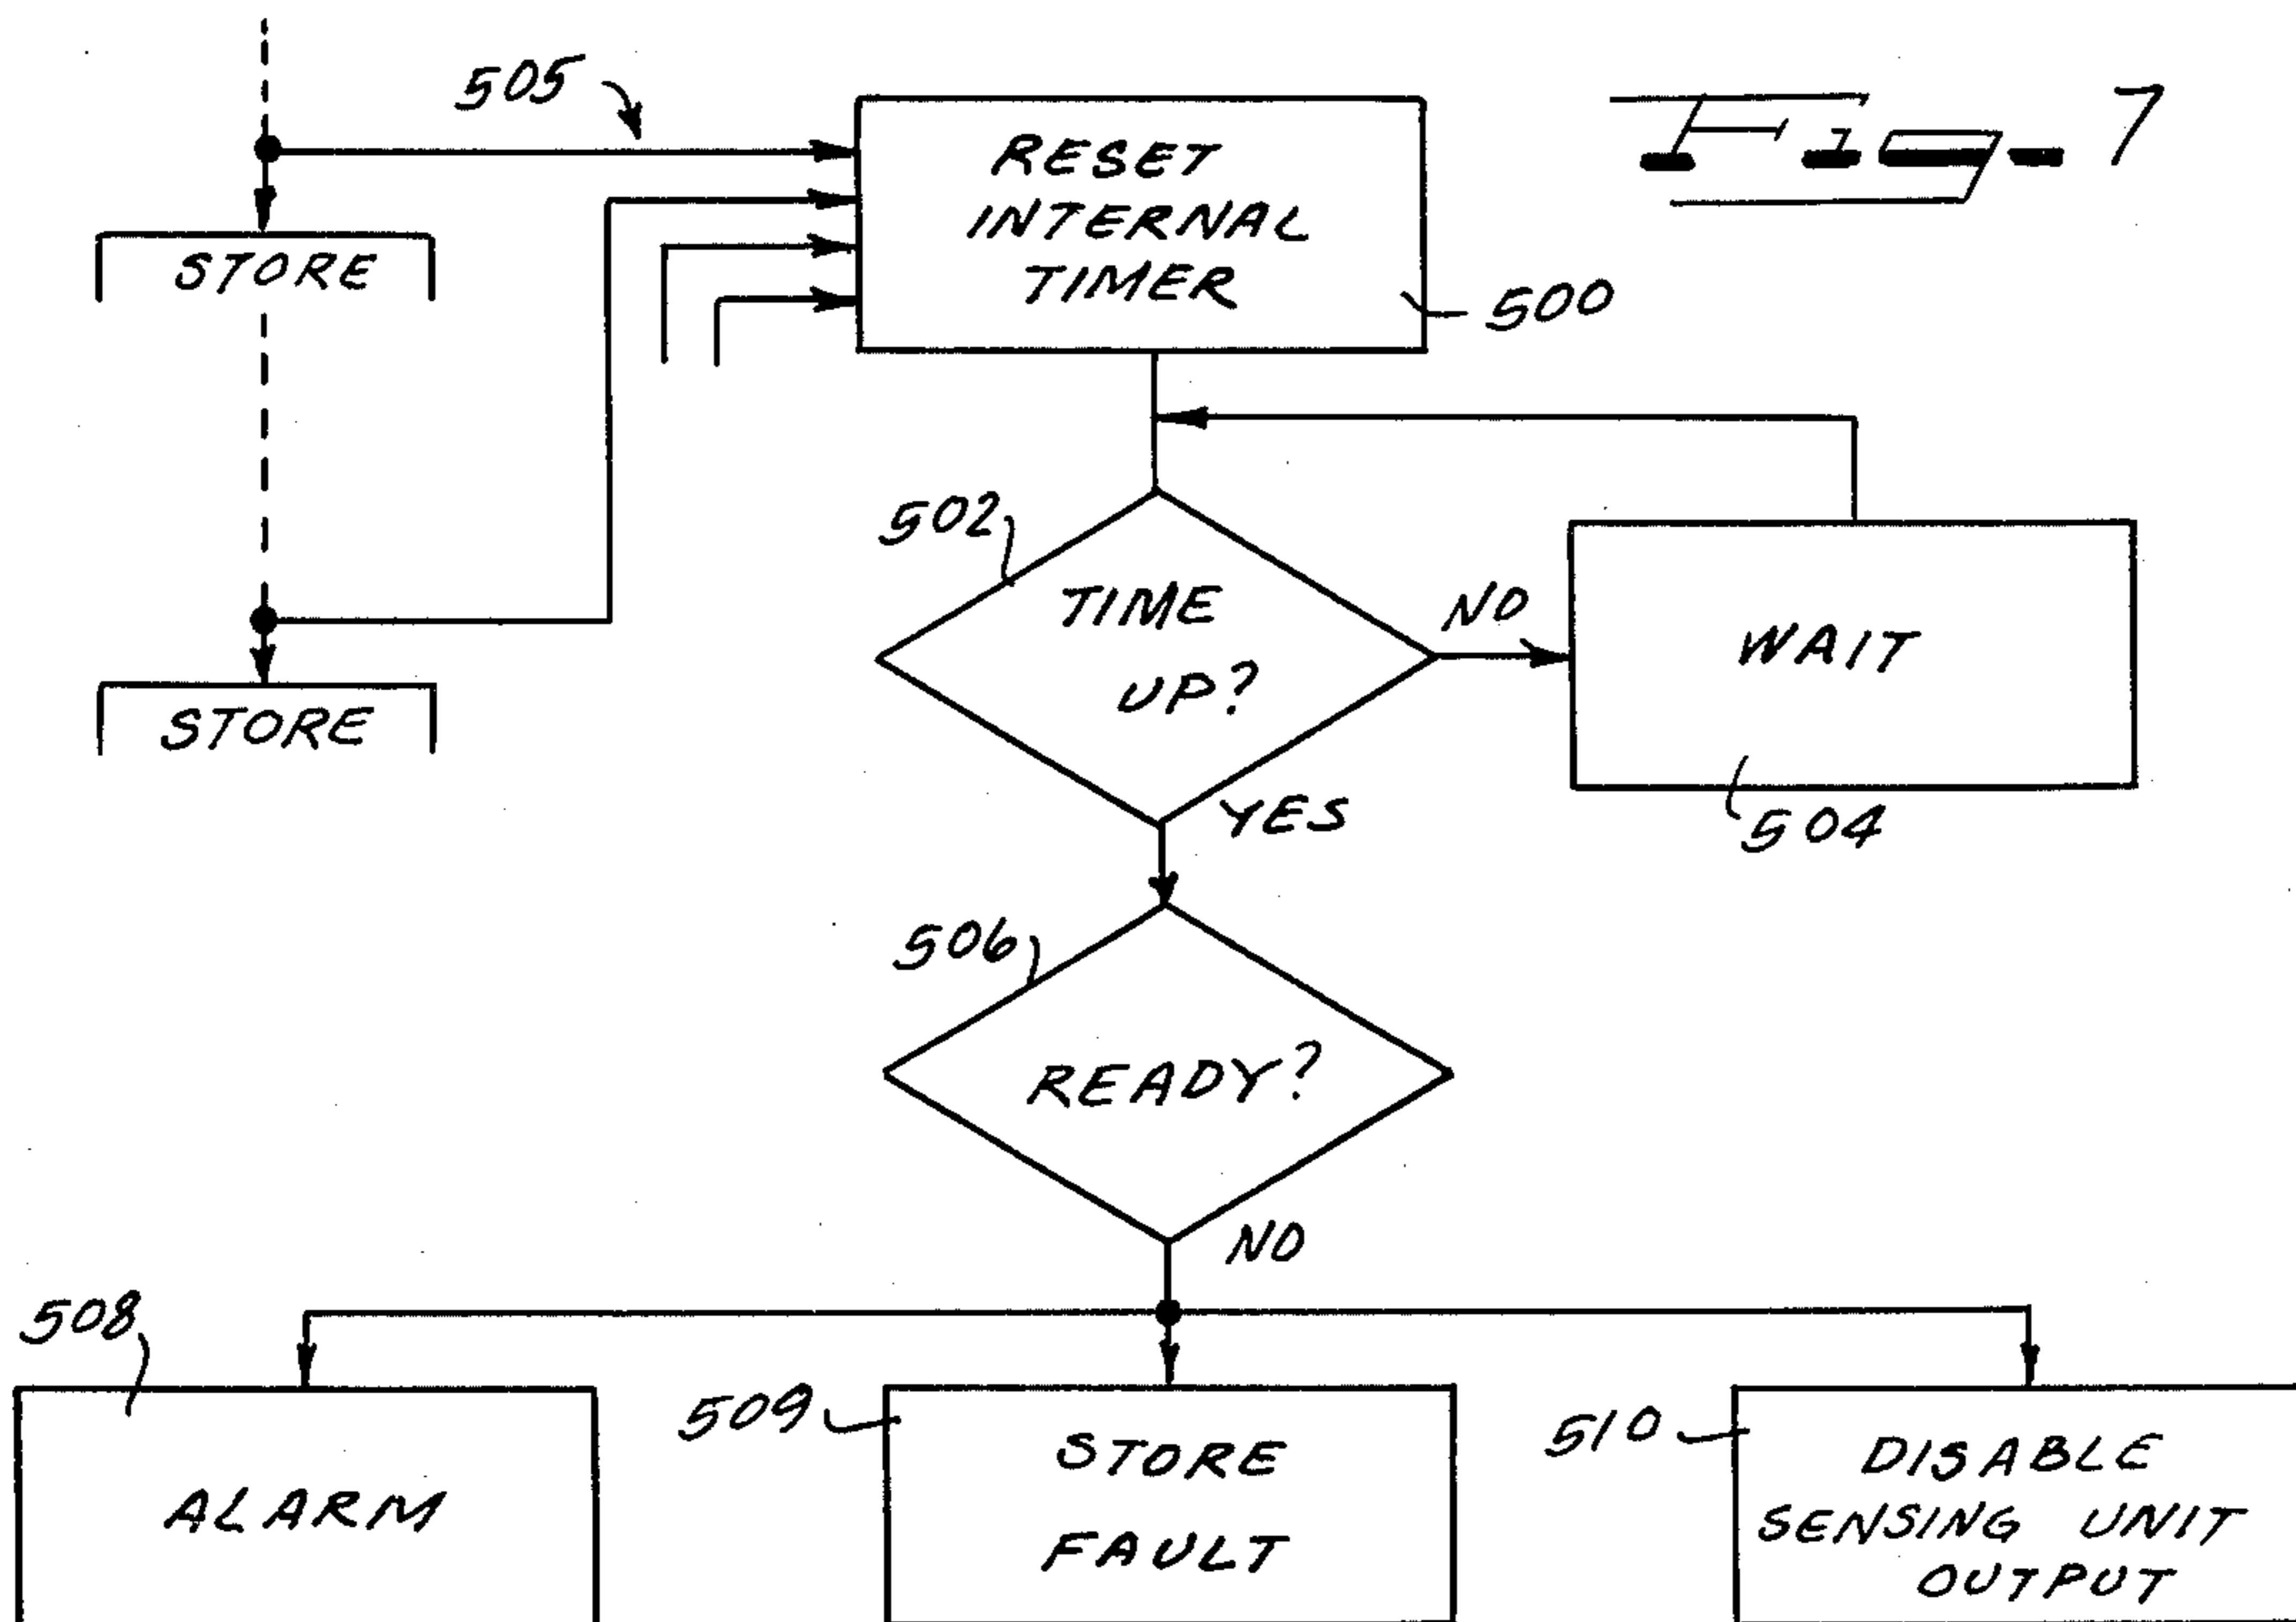 505
Fig-7
RESET
INTERNAL
TIMER
500
STORE
502
TIME
UP?
NO
WAIT
504
STORE
YES
506
READY?
NO
508
ALARM
509
STORE
FAULT
510
DISABLE
SENSING UNIT
OUTPUT